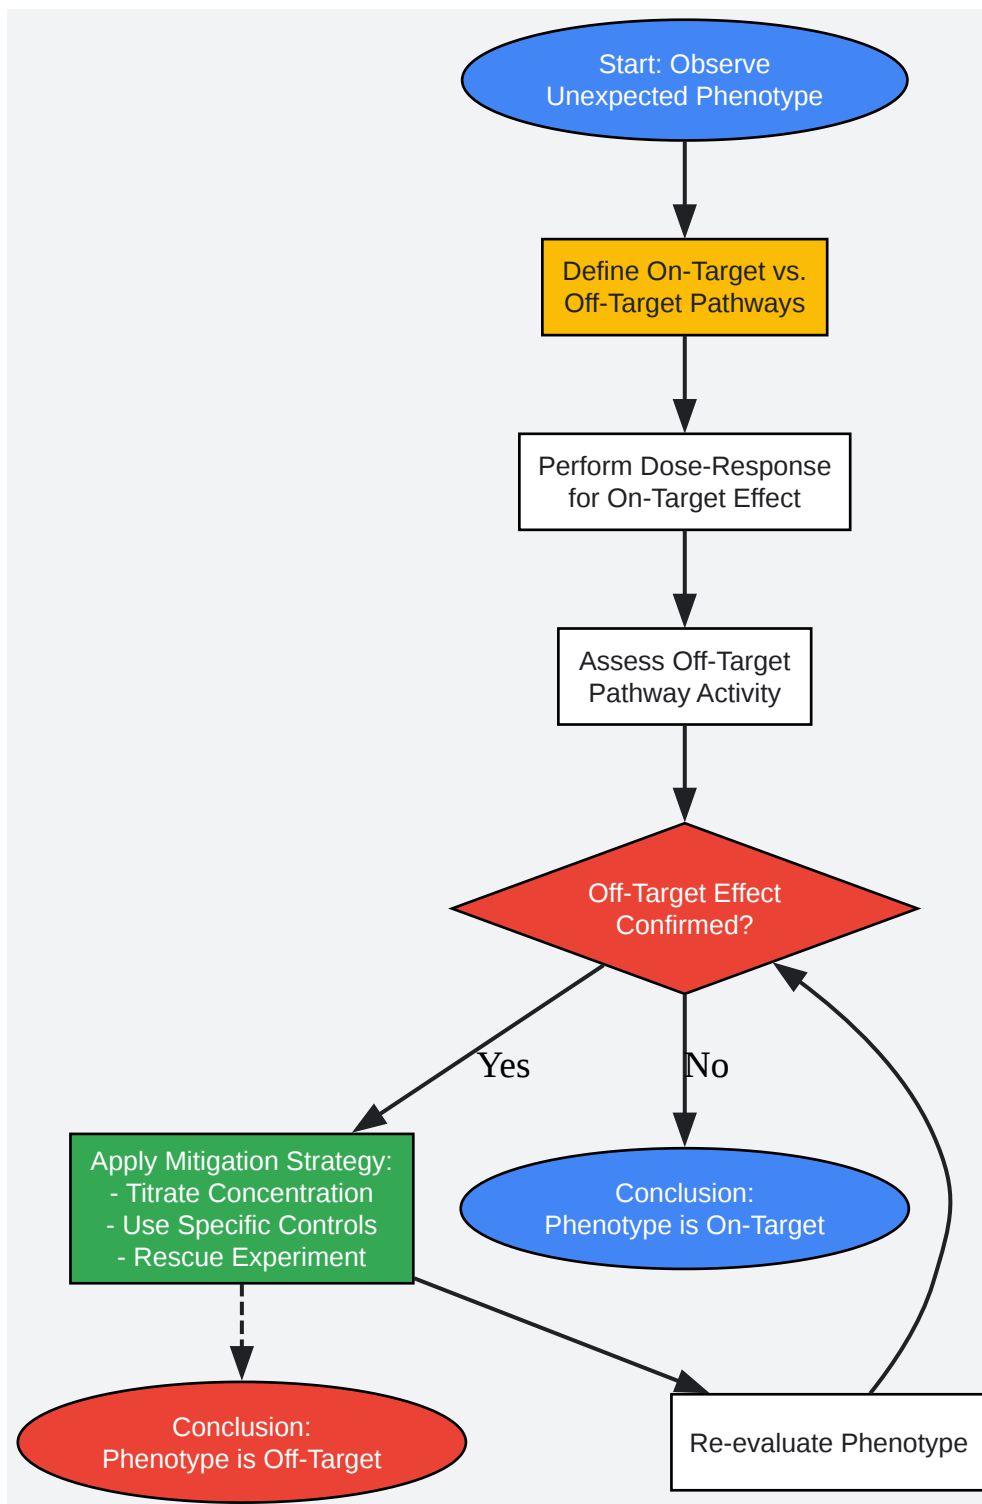 Start: Observe
Unexpected Phenotype
Define On-Target vs.
Off-Target Pathways
Perform Dose-Response
for On-Target Effect
Assess Off-Target
Pathway Activity
Off-Target Effect
Confirmed?
Yes
No
Apply Mitigation Strategy:
- Titrate Concentration
- Use Specific Controls
- Rescue Experiment
Conclusion:
Phenotype is On-Target
Conclusion:
Phenotype is Off-Target
Re-evaluate Phenotype